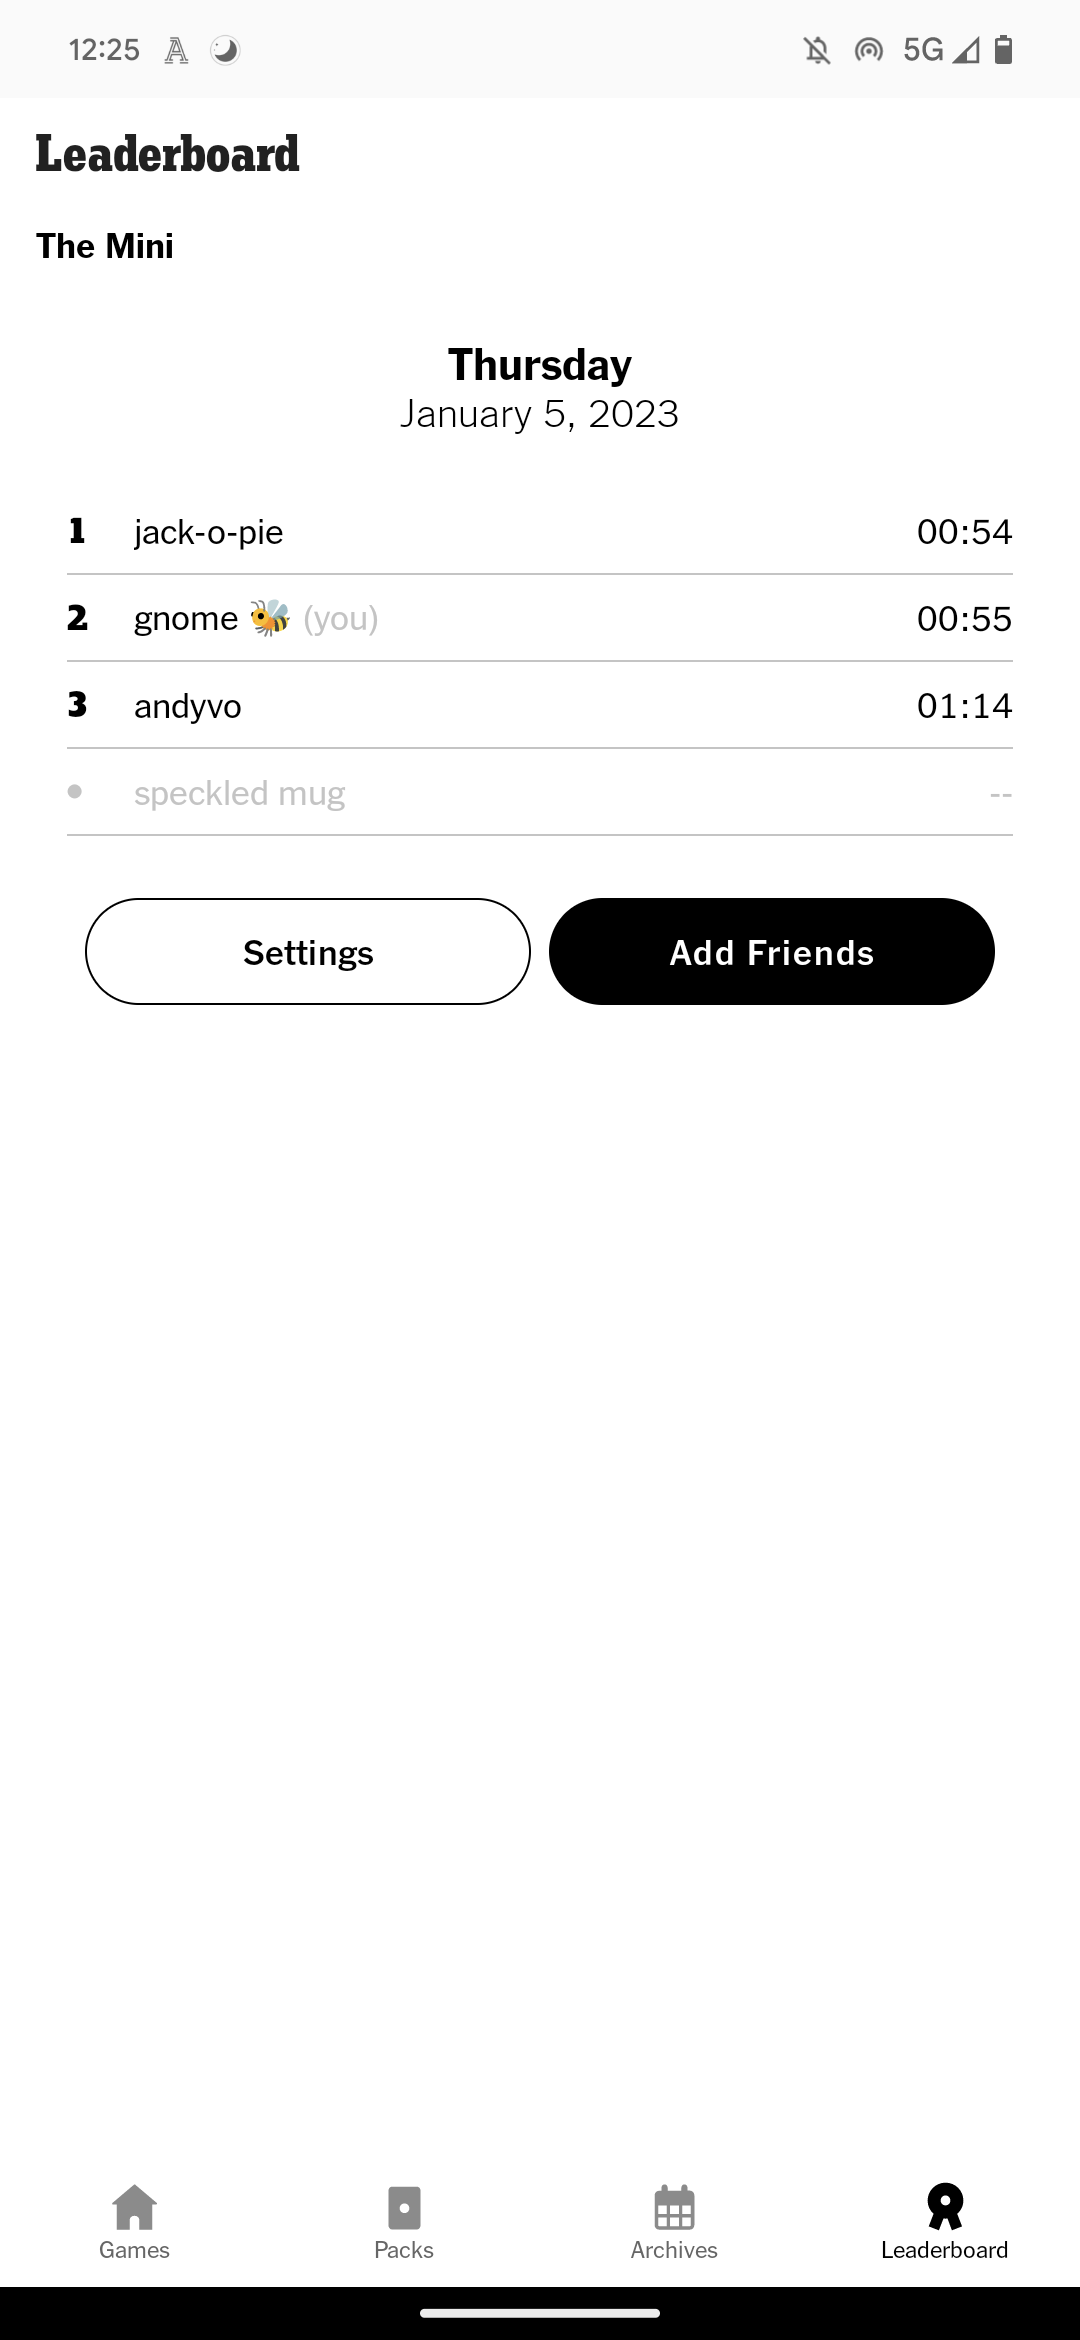 12:25 A 5G
Leaderboard
The Mini
Thursday
January 5, 2023
1 jack-o-pie 00:54
2 gnome 🐝 (you) 00:55
3 andyvo 01:14
• speckled mug --
Settings Add Friends
Games Packs Archives Leaderboard